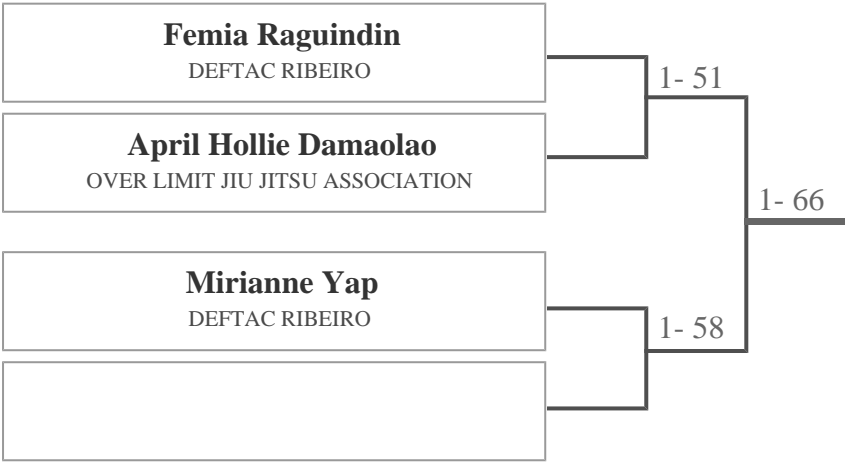 Femia Raguindin
DEFTAC RIBEIRO
1- 51
April Hollie Damaolao
OVER LIMIT JIU JITSU ASSOCIATION
1- 66
Mirianne Yap
DEFTAC RIBEIRO
1- 58